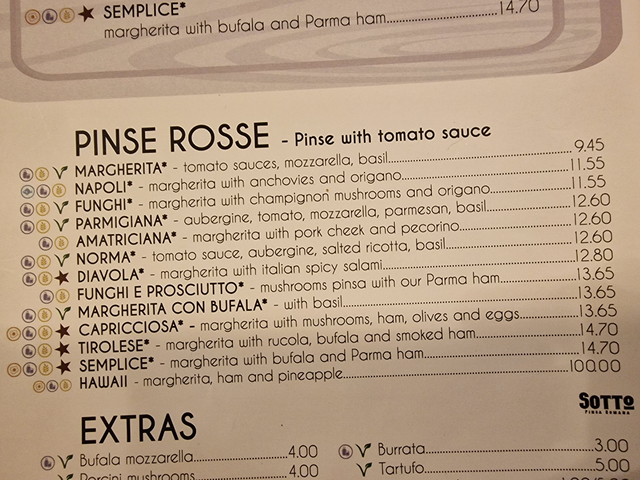 SEMPLICE* 14.70
margherita with bufala and Parma ham
PINSE ROSSE - Pinse with tomato sauce
MARGHERITA* - tomato sauces, mozzarella, basil 9.45
NAPOLI* - margherita with anchovies and origano 11.55
FUNGHI* - margherita with champignon mushrooms and origano 11.55
PARMIGIANA* - aubergine, tomato, mozzarella, parmesan, basil 12.60
AMATRICIANA* - margherita with pork cheek and pecorino 12.60
NORMA* - tomato sauce, aubergine, salted ricotta, basil 12.60
DIAVOLA* - margherita with italian spicy salami 12.80
FUNGHI E PROSCIUTTO* - mushrooms pinsa with our Parma ham 13.65
MARGHERITA CON BUFALA* - with basil 13.65
CAPRICCIOSA* - margherita with mushrooms, ham, olives and eggs 13.65
TIROLESE* - margherita with rucola, bufala and smoked ham 14.70
SEMPLICE* - margherita with bufala and Parma ham 14.70
HAWAII - margherita, ham and pineapple 100.00
SOTTO
PINSA ROMANA
EXTRAS
Bufala mozzarella 4.00
Porcini mushrooms 4.00
Burrata 3.00
Tartufo 5.00